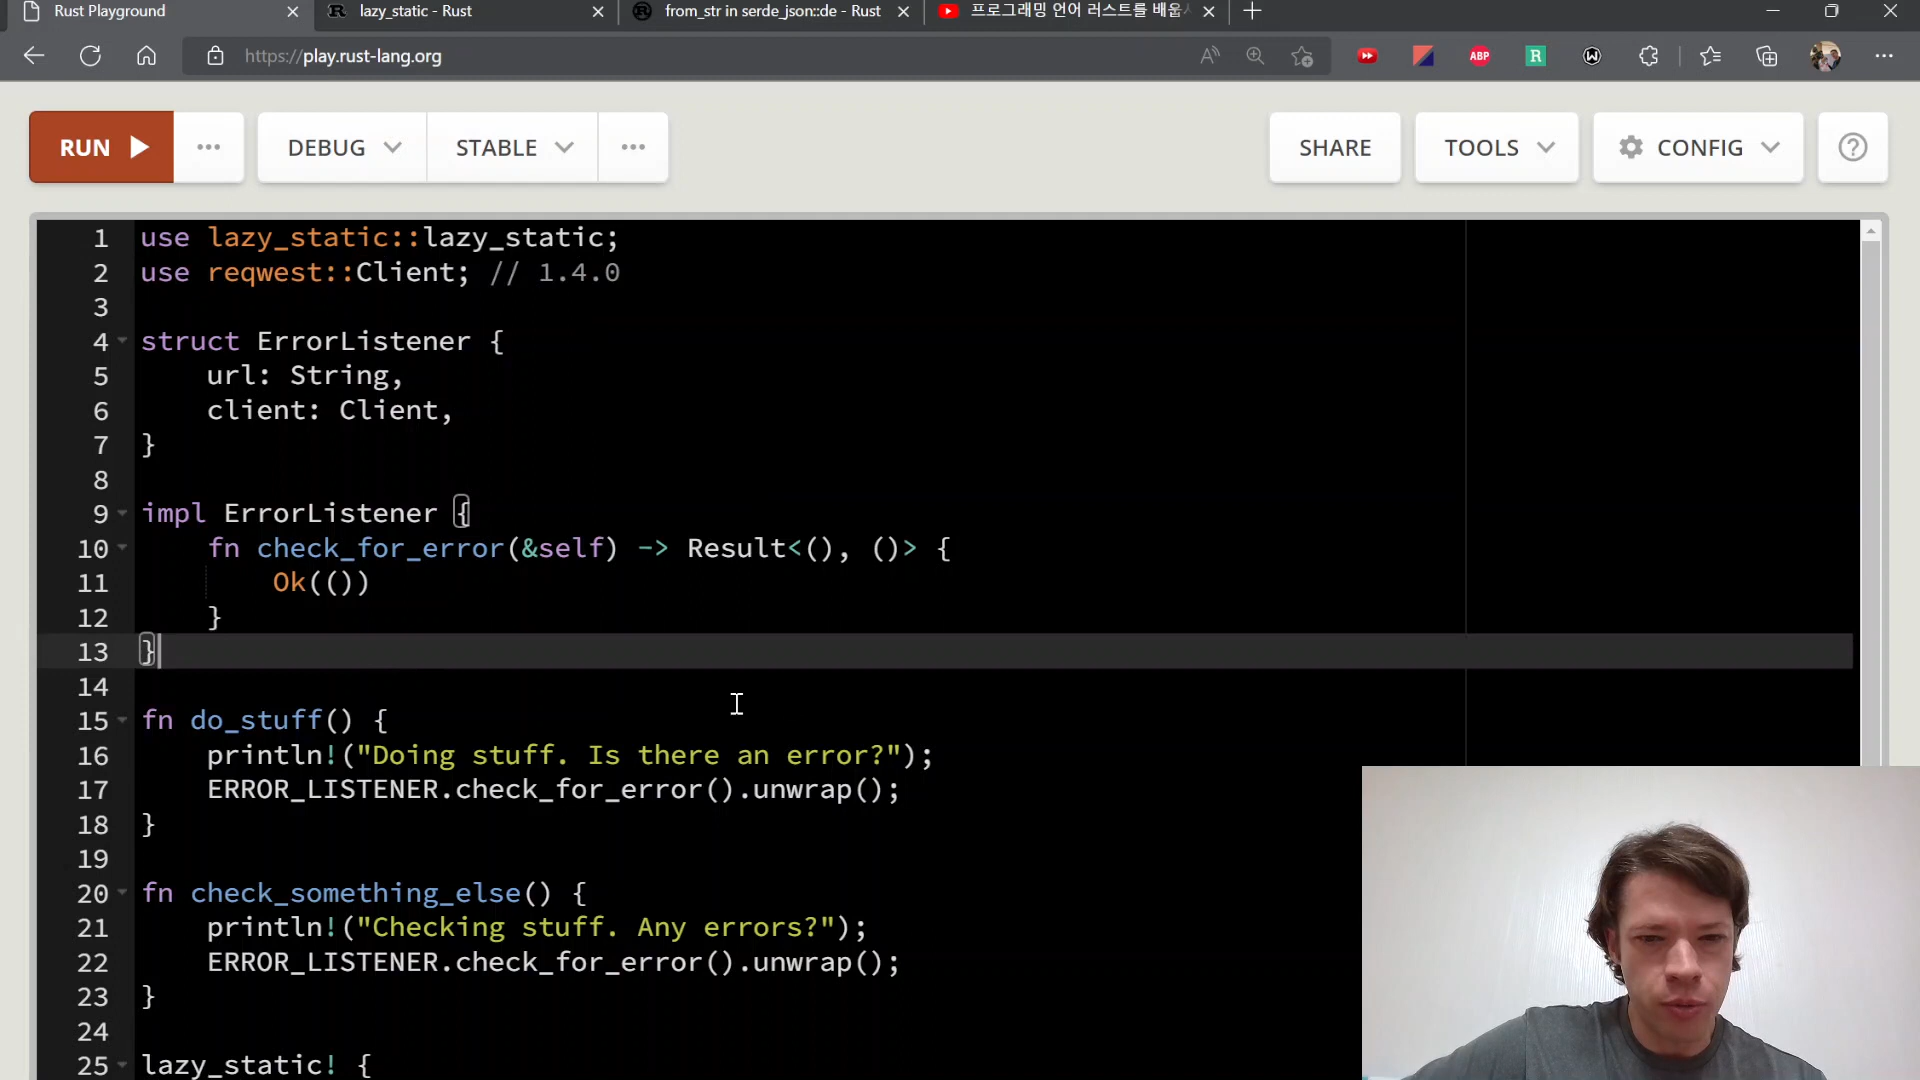 Rust Playground
lazy_static - Rust
from_str in serde_json::de - Rust
프로그래밍 언어 러스트를 배웁시
https://play.rust-lang.org
ABP
R
RUN
DEBUG
STABLE
SHARE
TOOLS
CONFIG
1 use lazy_static::lazy_static;
2 use reqwest::Client; // 1.4.0
3
4 struct ErrorListener {
5 url: String,
6 client: Client,
7 }
8
9 impl ErrorListener {
10 fn check_for_error(&self) -> Result<(), ()> {
11 Ok(())
12 }
13 }
14
15 fn do_stuff() {
16 println!("Doing stuff. Is there an error?");
17 ERROR_LISTENER.check_for_error().unwrap();
18 }
19
20 fn check_something_else() {
21 println!("Checking stuff. Any errors?");
22 ERROR_LISTENER.check_for_error().unwrap();
23 }
24
25 lazy_static! {